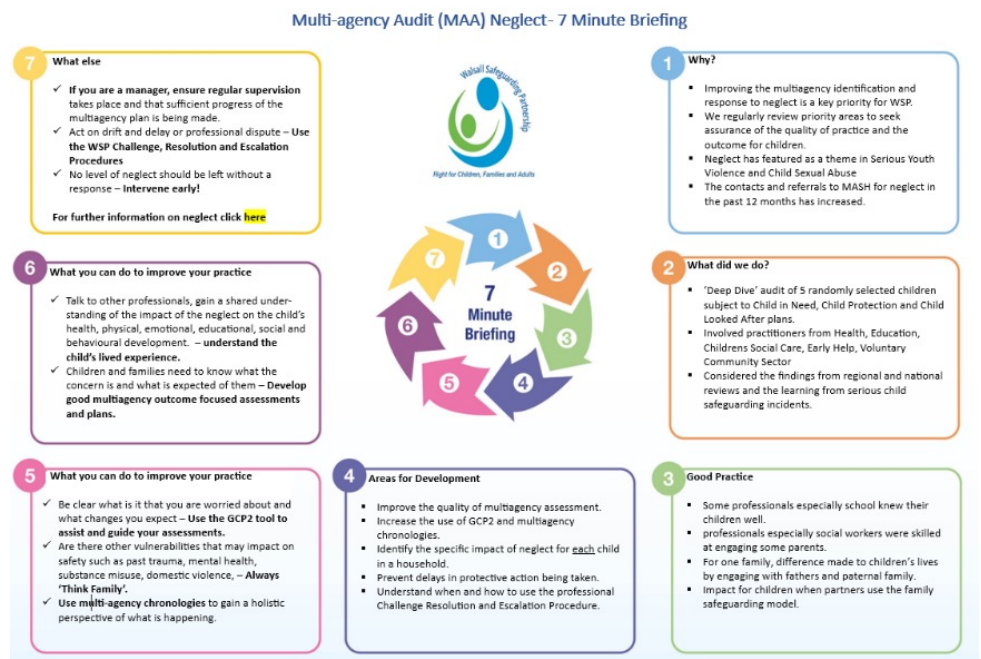 Multi-agency Audit (MAA) Neglect- 7 Minute Briefing
1
Why?
▪ Improving the multiagency identification and
response to neglect is a key priority for WSP.
▪ We regularly review priority areas to seek
assurance of the quality of practice and the
outcome for children.
▪ Neglect has featured as a theme in Serious Youth
Violence and Child Sexual Abuse
▪ The contacts and referrals to MASH for neglect in
the past 12 months has increased.
2
What did we do?
▪ ‘Deep Dive’ audit of 5 randomly selected children
subject to Child in Need, Child Protection and Child
Looked After plans.
▪ Involved practitioners from Health, Education,
Childrens Social Care, Early Help, Voluntary
Community Sector
▪ Considered the findings from regional and national
reviews and the learning from serious child
safeguarding incidents.
3
Good Practice
▪ Some professionals especially school knew their
children well.
▪ professionals especially social workers were skilled
at engaging some parents.
▪ For one family, difference made to children’s lives
by engaging with fathers and paternal family.
▪ Impact for children when partners use the family
safeguarding model.
4
Areas for Development
▪ Improve the quality of multiagency assessment.
▪ Increase the use of GCP2 and multiagency
chronologies.
▪ Identify the specific impact of neglect for each child
in a household.
▪ Prevent delays in protective action being taken.
▪ Understand when and how to use the professional
Challenge Resolution and Escalation Procedure.
5
What you can do to improve your practice
✓ Be clear what is it that you are worried about and
what changes you expect – Use the GCP2 tool to
assist and guide your assessments.
✓ Are there other vulnerabilities that may impact on
safety such as past trauma, mental health,
substance misuse, domestic violence, – Always
‘Think Family’.
✓ Use multi-agency chronologies to gain a holistic
perspective of what is happening.
6
What you can do to improve your practice
✓ Talk to other professionals, gain a shared under-
standing of the impact of the neglect on the child’s
health, physical, emotional, educational, social and
behavioural development. – understand the
child’s lived experience.
✓ Children and families need to know what the
concern is and what is expected of them – Develop
good multiagency outcome focused assessments
and plans.
7
What else
✓ If you are a manager, ensure regular supervision
takes place and that sufficient progress of the
multiagency plan is being made.
✓ Act on drift and delay or professional dispute – Use
the WSP Challenge, Resolution and Escalation
Procedures
✓ No level of neglect should be left without a
response – Intervene early!
For further information on neglect click here
Walsall Safeguarding Partnership
Right for Children, Families and Adults
1
2
3
4
5
6
7
7
Minute
Briefing